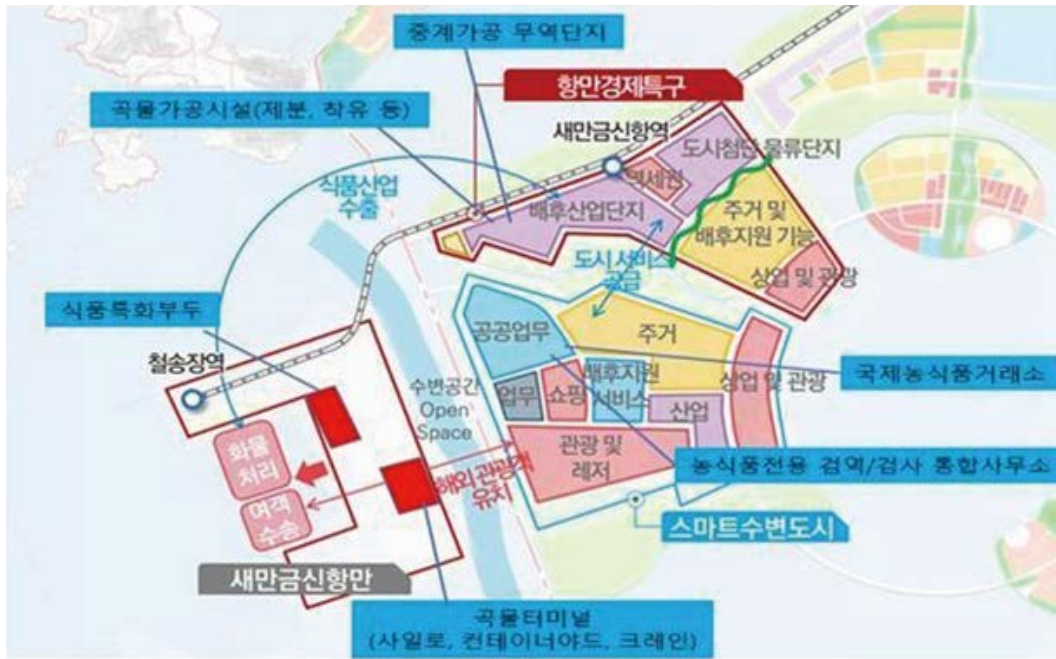 중계가공 무역단지
항만경제특구
곡물가공시설(제분, 착유 등)
새만금신항역
도시첨단 물류단지
식품산업
수출
배후산업단지
주거 및
배후지원 기능
도시 서비스
공급
상업 및 관광
식품특화부두
공공업무
주거
철송장역
국제농식품거래소
수변공간
Open
Space
업무
쇼핑
배후지원
서비스
상업 및 관광
산업
화물
처리
관광 및
레저
농식품전용 검역/검사 통합사무소
해외 관광객
유치
여객
수송
스마트수변도시
새만금신항만
곡물터미널
(사일로, 컨테이너야드, 크레인)